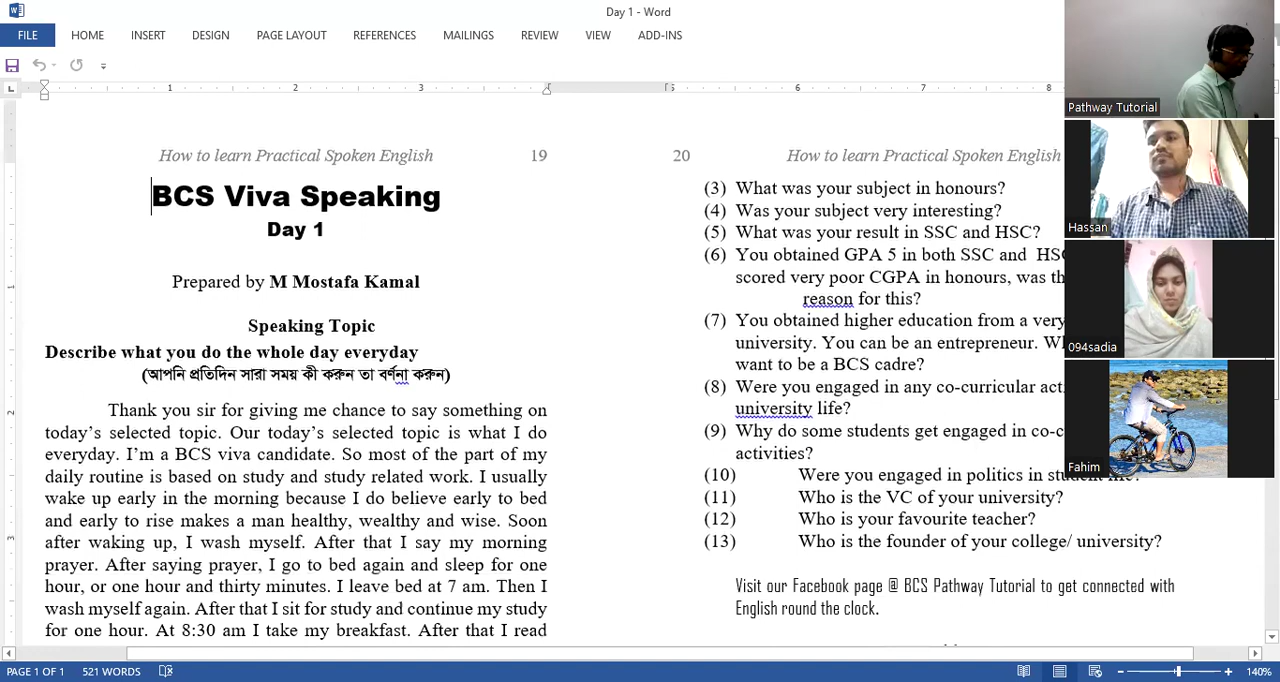 Day 1 - Word
FILE HOME INSERT DESIGN PAGE LAYOUT REFERENCES MAILINGS REVIEW VIEW ADD-INS
1 2 3 5 6 7 8
How to learn Practical Spoken English 19
BCS Viva Speaking
Day 1
Prepared by M Mostafa Kamal
Speaking Topic
Describe what you do the whole day everyday
(আপনি প্রতিদিন সারা সময় কী করুন তা বর্ণনা করুন)
Thank you sir for giving me chance to say something on
today's selected topic. Our today's selected topic is what I do
everyday. I'm a BCS viva candidate. So most of the part of my
daily routine is based on study and study related work. I usually
wake up early in the morning because I do believe early to bed
and early to rise makes a man healthy, wealthy and wise. Soon
after waking up, I wash myself. After that I say my morning
prayer. After saying prayer, I go to bed again and sleep for one
hour, or one hour and thirty minutes. I leave bed at 7 am. Then I
wash myself again. After that I sit for study and continue my study
for one hour. At 8:30 am I take my breakfast. After that I read
20 How to learn Practical Spoken English
(3) What was your subject in honours?
(4) Was your subject very interesting?
(5) What was your result in SSC and HSC?
(6) You obtained GPA 5 in both SSC and HSC
scored very poor CGPA in honours, was th
reason for this?
(7) You obtained higher education from a very
university. You can be an entrepreneur. W
want to be a BCS cadre?
(8) Were you engaged in any co-curricular act
university life?
(9) Why do some students get engaged in co-c
activities?
(10) Were you engaged in politics in student life?
(11) Who is the VC of your university?
(12) Who is your favourite teacher?
(13) Who is the founder of your college/ university?
Visit our Facebook page @ BCS Pathway Tutorial to get connected with
English round the clock.
Pathway Tutorial
Hassan
094sadia
Fahim
PAGE 1 OF 1 521 WORDS 140%